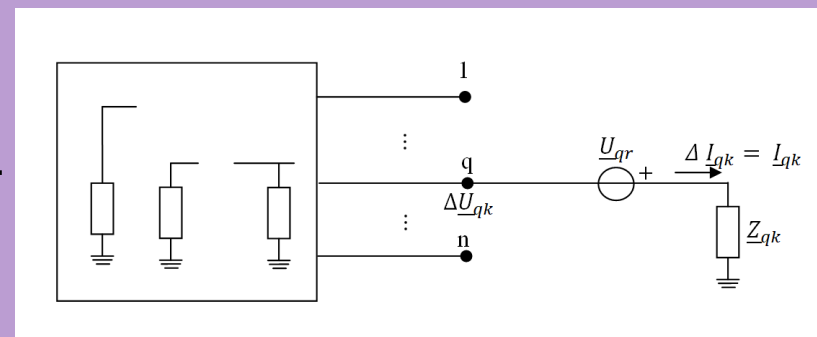 1
⋮
U_qr
+
Δ I_qk = I_qk
q
ΔU_qk
⋮
Z_qk
n